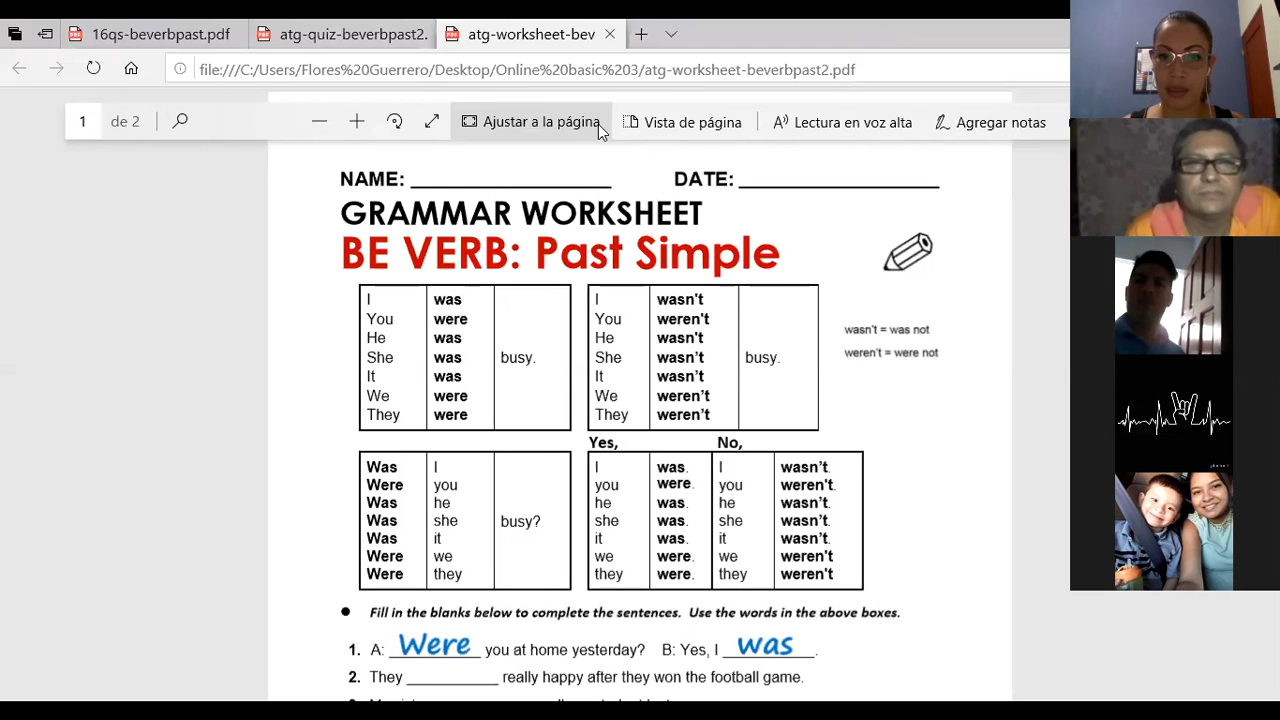 16qs-beverbpast.pdf
atg-quiz-beverbpast2.
atg-worksheet-bev
file:///C:/Users/Flores%20Guerrero/Desktop/Online%20basic%203/atg-worksheet-beverbpast2.pdf
1 de 2 Ajustar a la página Vista de página Lectura en voz alta Agregar notas
NAME: DATE:
GRAMMAR WORKSHEET
BE VERB: Past Simple
I was
You were
He was
She was busy.
It was
We were
They were
I wasn't
You weren't
He wasn't
She wasn't busy.
It wasn't
We weren't
They weren't
wasn't = was not
weren't = were not
Was I
Were you
Was he
Was she busy?
Was it
Were we
Were they
Yes, No,
I was. I wasn't.
you were. you weren't.
he was. he wasn't.
she was. she wasn't.
it was. it wasn't.
we were. we weren't
they were. they weren't
Fill in the blanks below to complete the sentences. Use the words in the above boxes.
1. A: Were you at home yesterday? B: Yes, I was.
2. They __________ really happy after they won the football game.